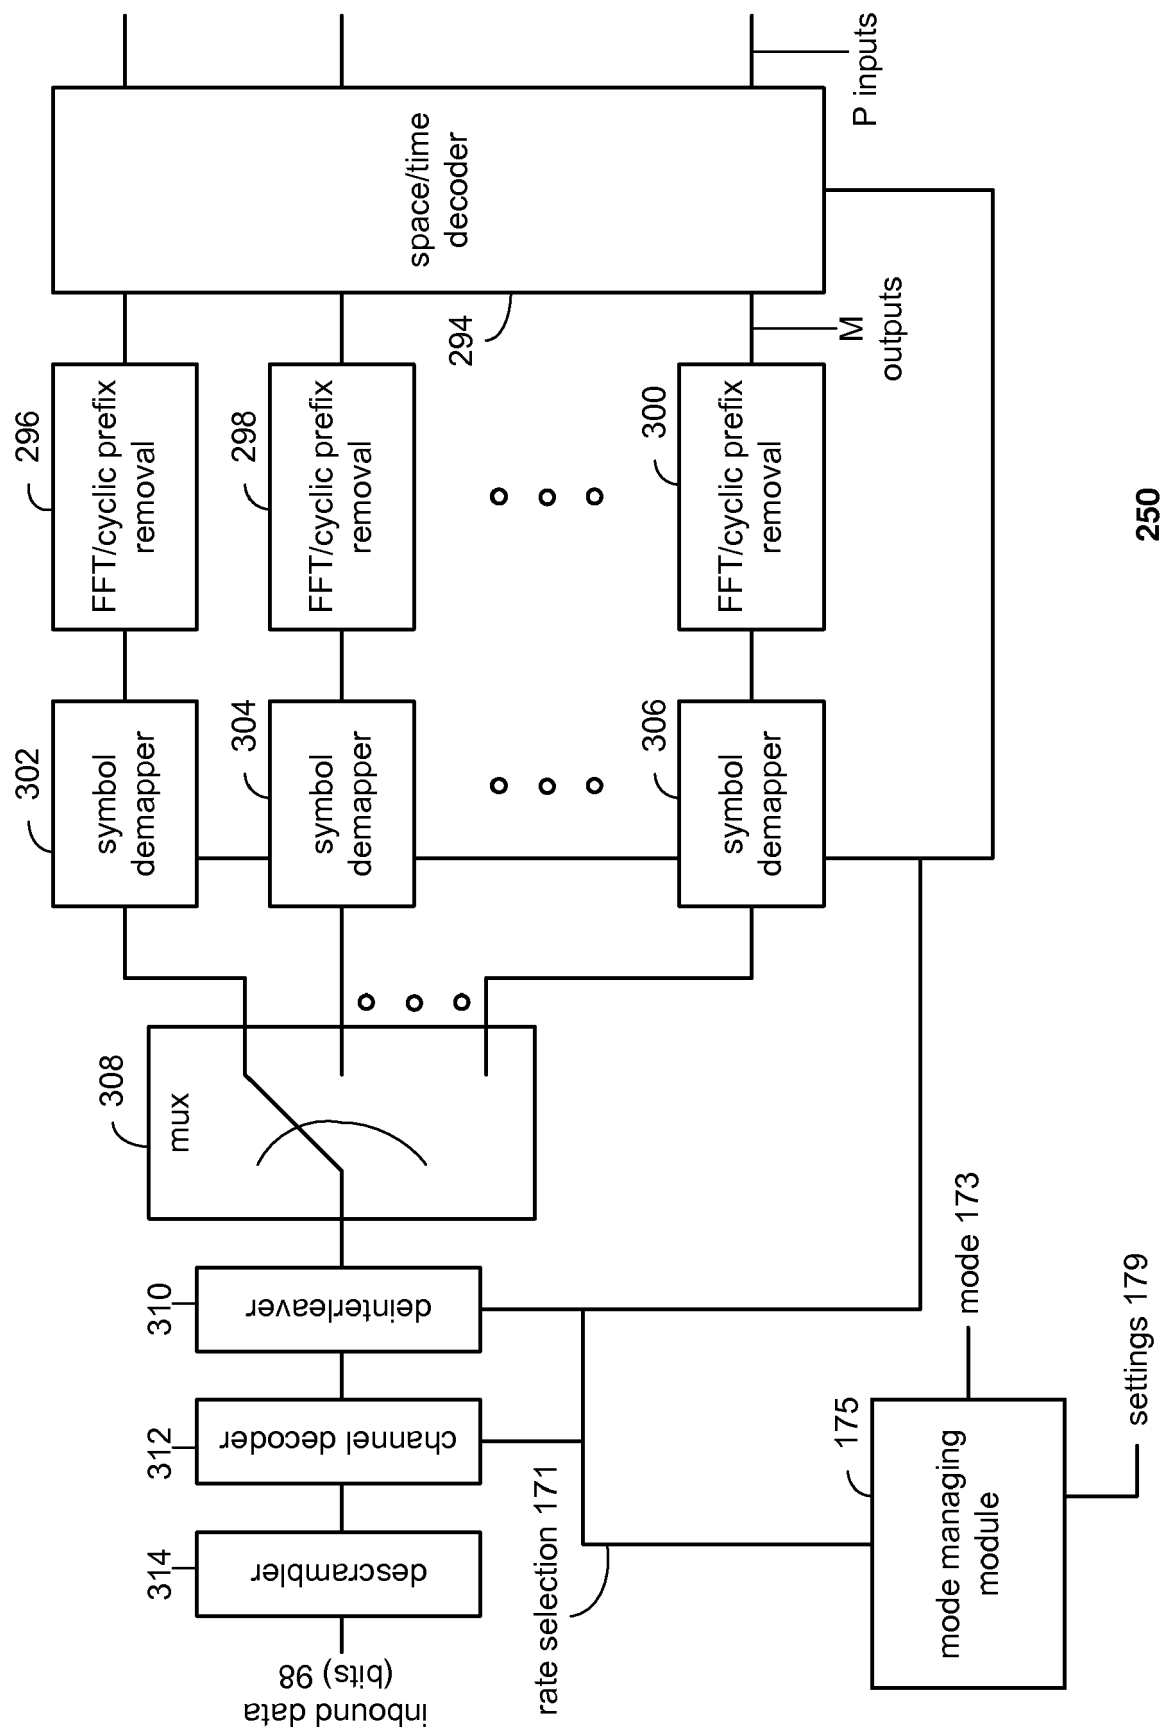 314
descrambler
inbound data
(bits) 98
312
channel decoder
310
deinterleaver
308
mux
302
symbol
demapper
304
symbol
demapper
306
symbol
demapper
296
FFT/cyclic prefix
removal
298
FFT/cyclic prefix
removal
300
FFT/cyclic prefix
removal
space/time
decoder
294
M
outputs
P inputs
rate selection 171
175
mode managing
module
mode 173
settings 179
250